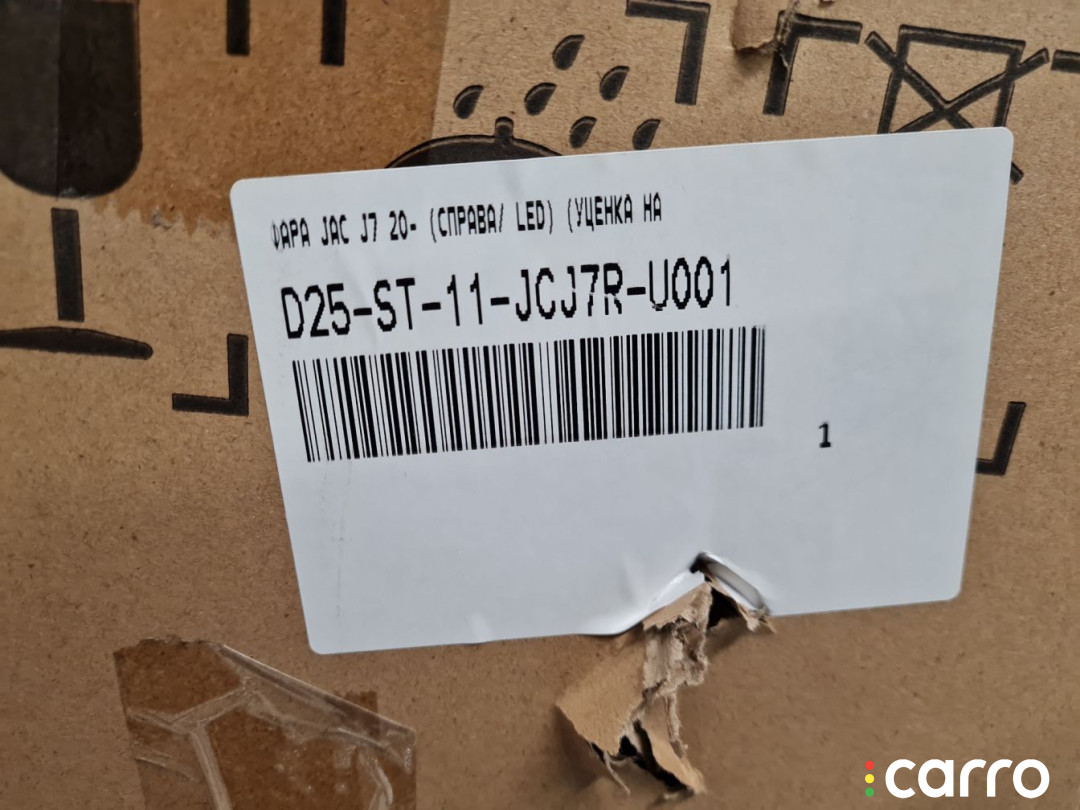 ФАРА JAC J7 20- (СПРАВА/ LED) (УЦЕНКА НА
D25-ST-11-JCJ7R-U001
1
carro